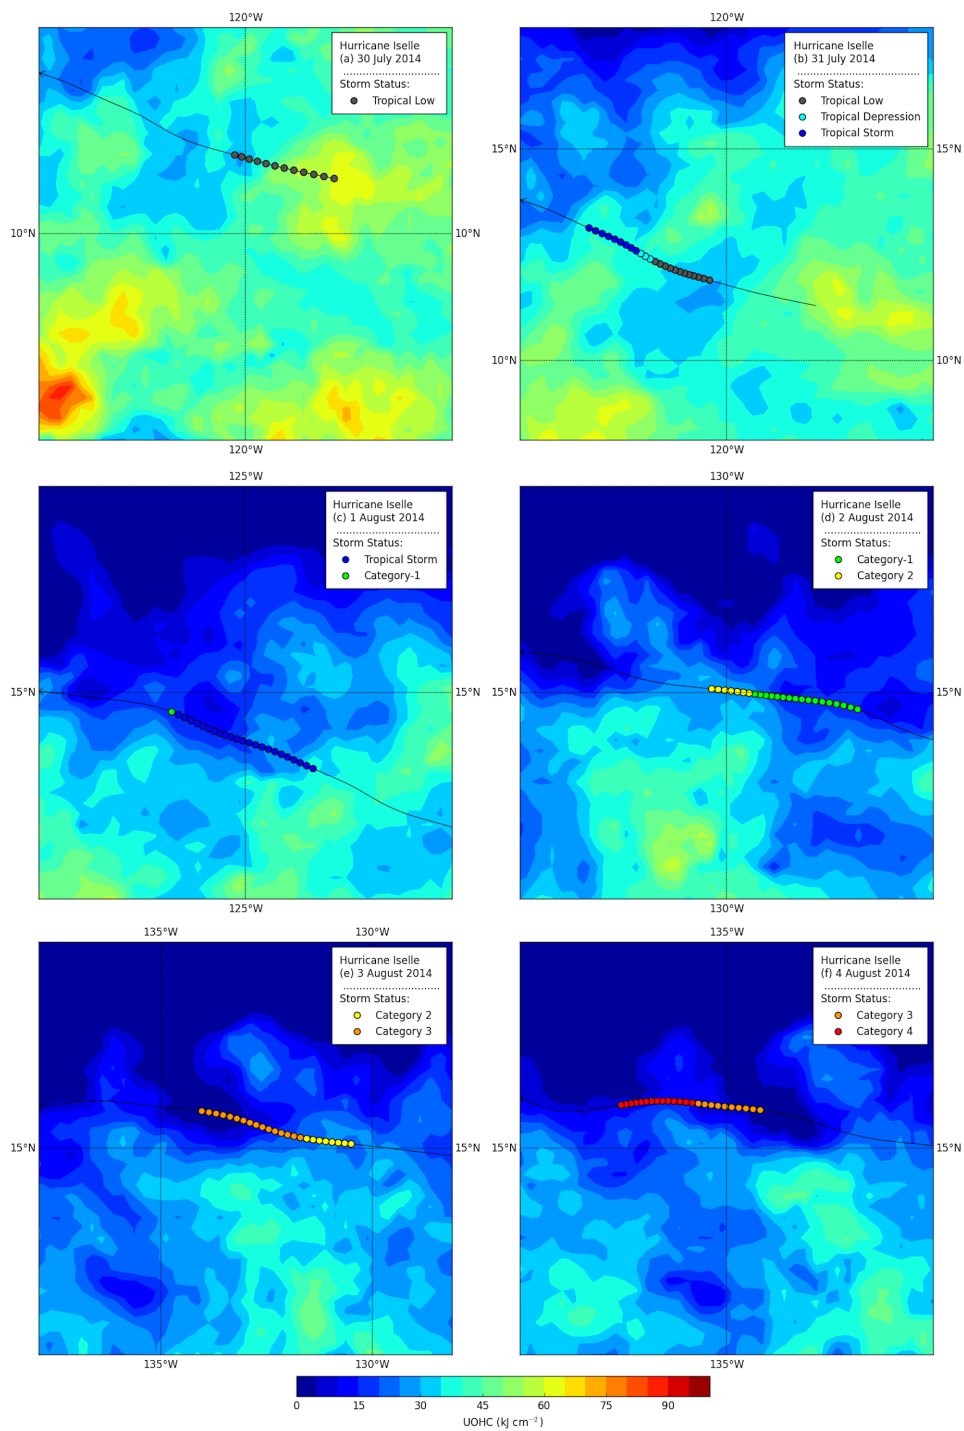 120°W
120°W
Hurricane Iselle
(a) 30 July 2014
Storm Status:
Tropical Low
10°N
120°W
Hurricane Iselle
(b) 31 July 2014
Storm Status:
Tropical Low
Tropical Depression
Tropical Storm
15°N
15°N
10°N
10°N
120°W
125°W
130°W
Hurricane Iselle
(c) 1 August 2014
Storm Status:
Tropical Storm
Category-1
15°N
125°W
Hurricane Iselle
(d) 2 August 2014
Storm Status:
Category-1
Category 2
15°N
15°N
130°W
135°W
130°W
135°W
Hurricane Iselle
(e) 3 August 2014
Storm Status:
Category 2
Category 3
15°N
135°W
130°W
Hurricane Iselle
(f) 4 August 2014
Storm Status:
Category 3
Category 4
15°N
15°N
135°W
0 15 30 45 60 75 90
UOHC (kJ cm⁻²)